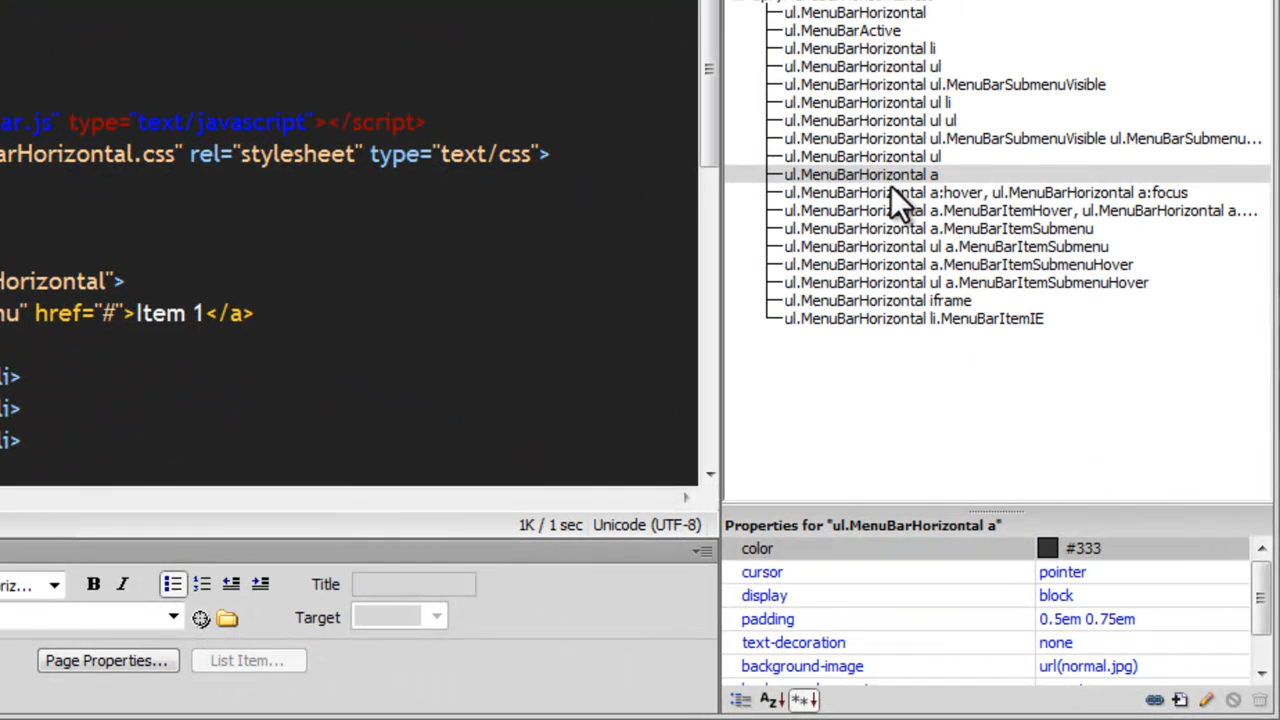 ul.MenuBarHorizontal
ul.MenuBarActive
ul.MenuBarHorizontal li
ul.MenuBarHorizontal ul
ul.MenuBarHorizontal ul.MenuBarSubmenuVisible
ul.MenuBarHorizontal ul li
ul.MenuBarHorizontal ul ul
ul.MenuBarHorizontal ul.MenuBarSubmenuVisible ul.MenuBarSubmenu...
ul.MenuBarHorizontal ul
ul.MenuBarHorizontal a
ul.MenuBarHorizontal a:hover, ul.MenuBarHorizontal a:focus
ul.MenuBarHorizontal a.MenuBarItemHover, ul.MenuBarHorizontal a....
ul.MenuBarHorizontal a.MenuBarItemSubmenu
ul.MenuBarHorizontal ul a.MenuBarItemSubmenu
ul.MenuBarHorizontal a.MenuBarItemSubmenuHover
ul.MenuBarHorizontal ul a.MenuBarItemSubmenuHover
ul.MenuBarHorizontal iframe
ul.MenuBarHorizontal li.MenuBarItemIE
ar.js" type="text/javascript"></script>
arHorizontal.css" rel="stylesheet" type="text/css">
Horizontal">
nu" href="#">Item 1</a>
li>
li>
li>
1K / 1 sec Unicode (UTF-8)
Properties for "ul.MenuBarHorizontal a"
color #333
cursor pointer
display block
padding 0.5em 0.75em
text-decoration none
background-image url(normal.jpg)
riz... B I Title
Target
Page Properties... List Item...